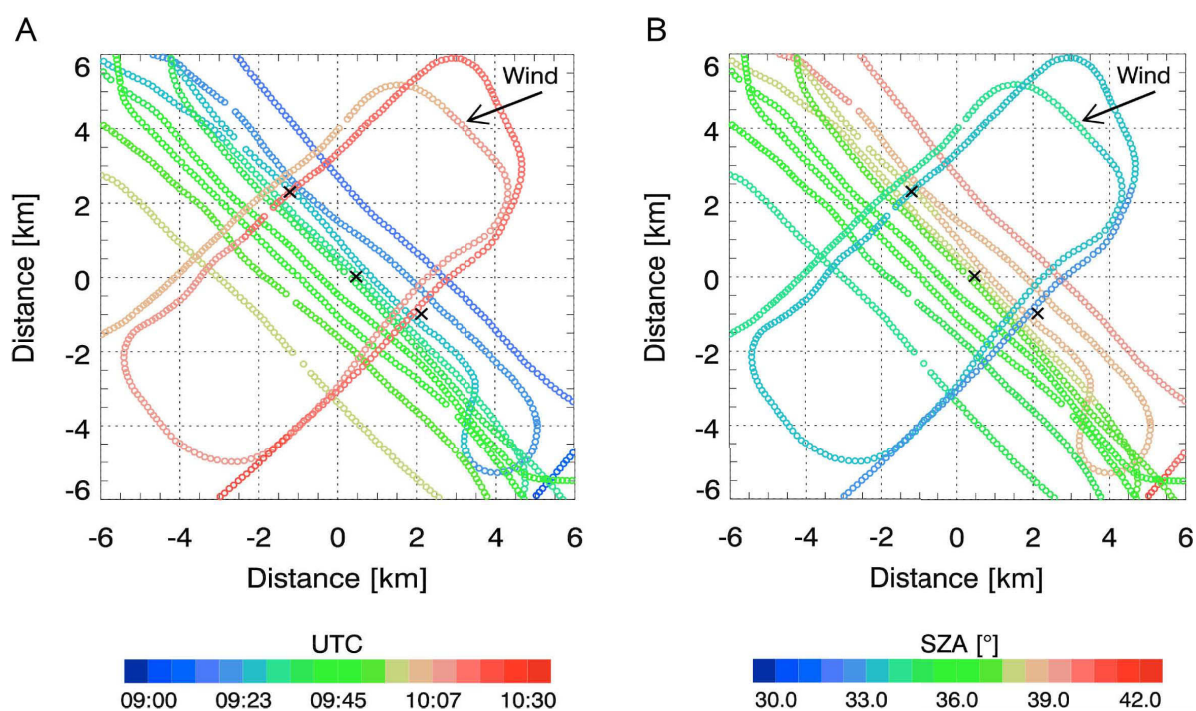 A
B
6
4
2
0
-2
-4
-6
Distance [km]
Wind
-6 -4 -2 0 2 4 6
Distance [km]
6
4
2
0
-2
-4
-6
Distance [km]
Wind
-6 -4 -2 0 2 4 6
Distance [km]
UTC
09:00 09:23 09:45 10:07 10:30
SZA [°]
30.0 33.0 36.0 39.0 42.0